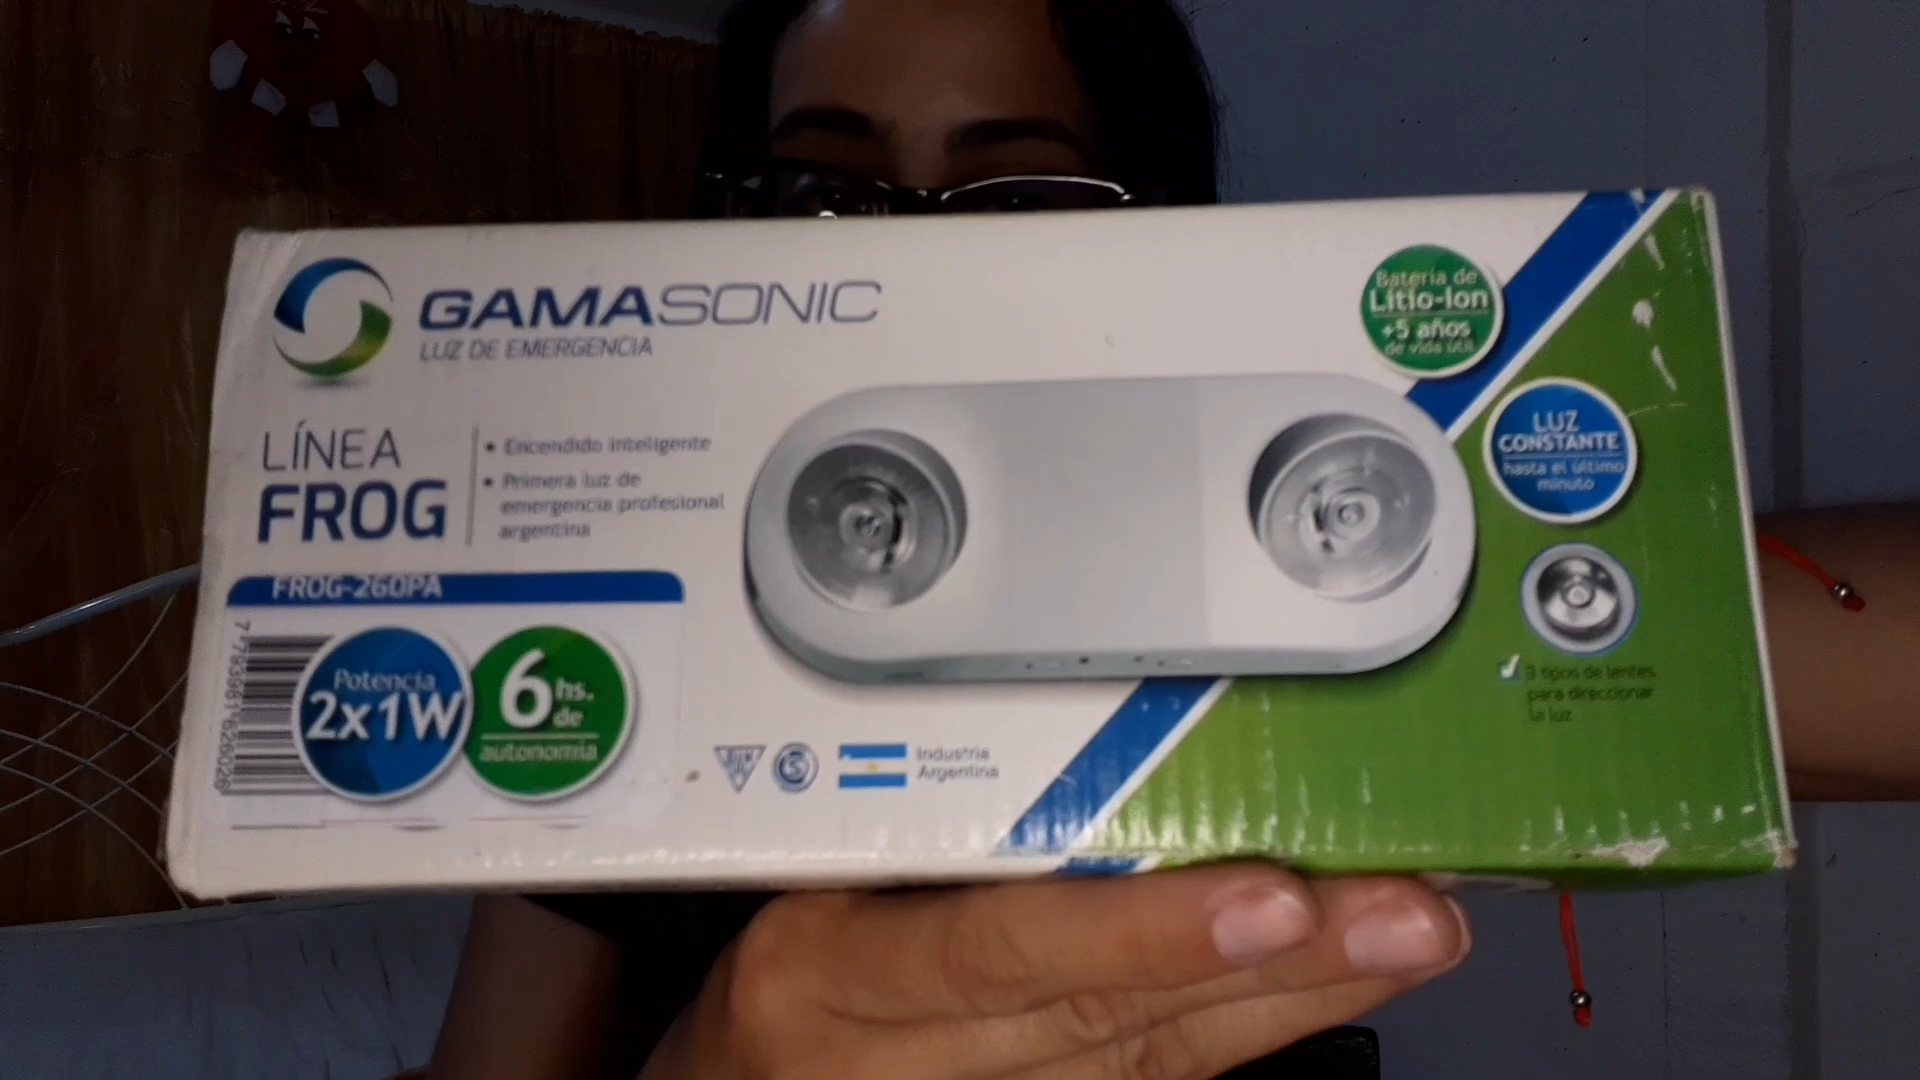 GAMASONIC
LUZ DE EMERGENCIA
Batería de
Litio-Ion
+5 años
de vida útil
LUZ
CONSTANTE
hasta el último
minuto
LÍNEA
FROG
• Encendido inteligente
• Primera luz de
emergencia profesional
argentina
FROG-260PA
Potencia
2x1W
6 hs.
de
autonomía
3 tipos de lentes
para direccionar
la luz
Industria
Argentina